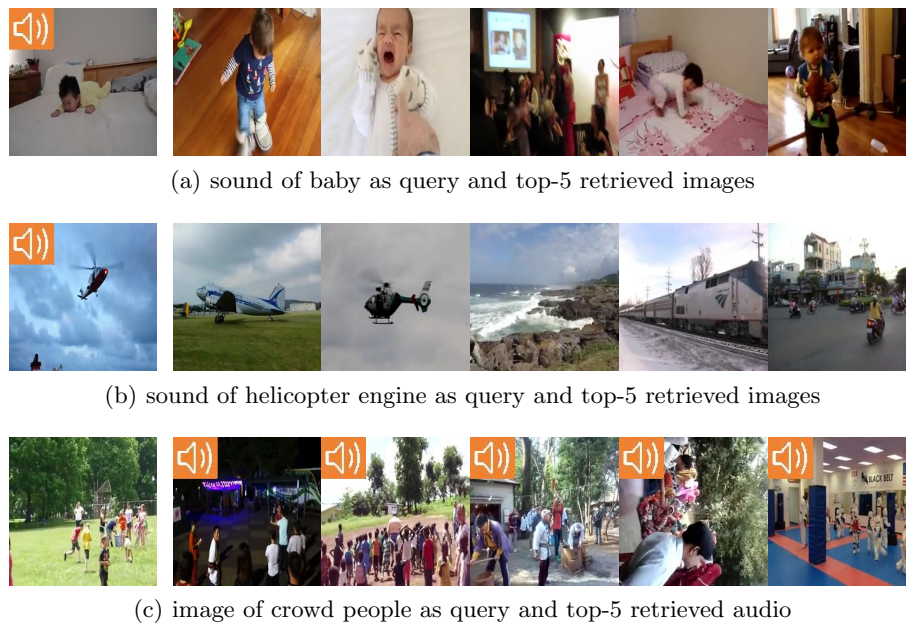 (a) sound of baby as query and top-5 retrieved images
(b) sound of helicopter engine as query and top-5 retrieved images
BLACK BELT
(c) image of crowd people as query and top-5 retrieved audio